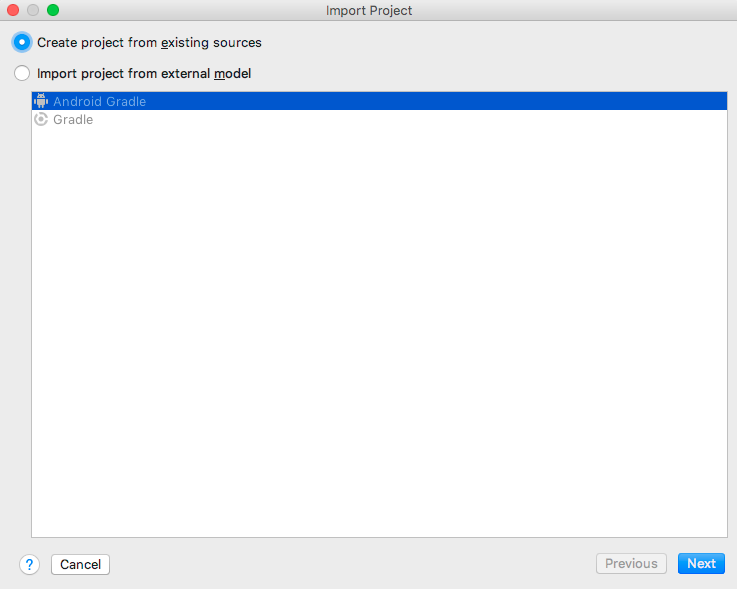 Import Project
Create project from existing sources
Import project from external model
Android Gradle
Gradle
?
Cancel
Previous
Next